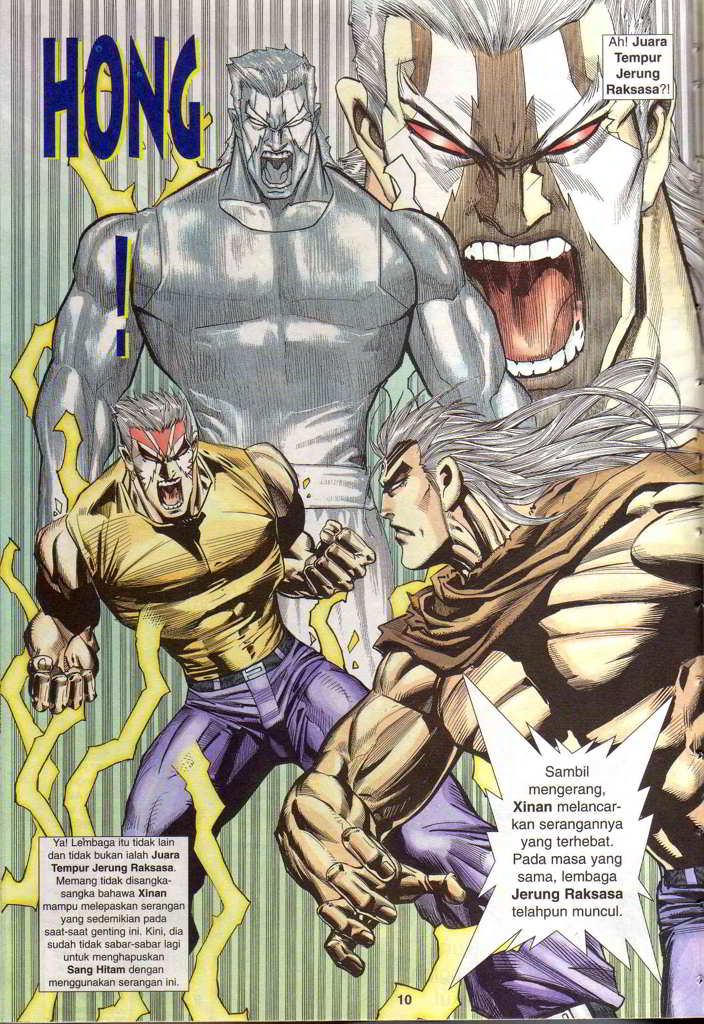 HONG
!
Ah! Juara
Tempur
Jerung
Raksasa?!
Sambil
mengerang,
Xinan melancar-
kan serangannya
yang terhebat.
Pada masa yang
sama, lembaga
Jerung Raksasa
telahpun muncul.
Ya! Lembaga itu tidak lain
dan tidak bukan ialah Juara
Tempur Jerung Raksasa.
Memang tidak disangka-
sangka bahawa Xinan
mampu melepaskan serangan
yang sedemikian pada
saat-saat genting ini. Kini, dia
sudah tidak sabar-sabar lagi
untuk menghapuskan
Sang Hitam dengan
menggunakan serangan ini.
10